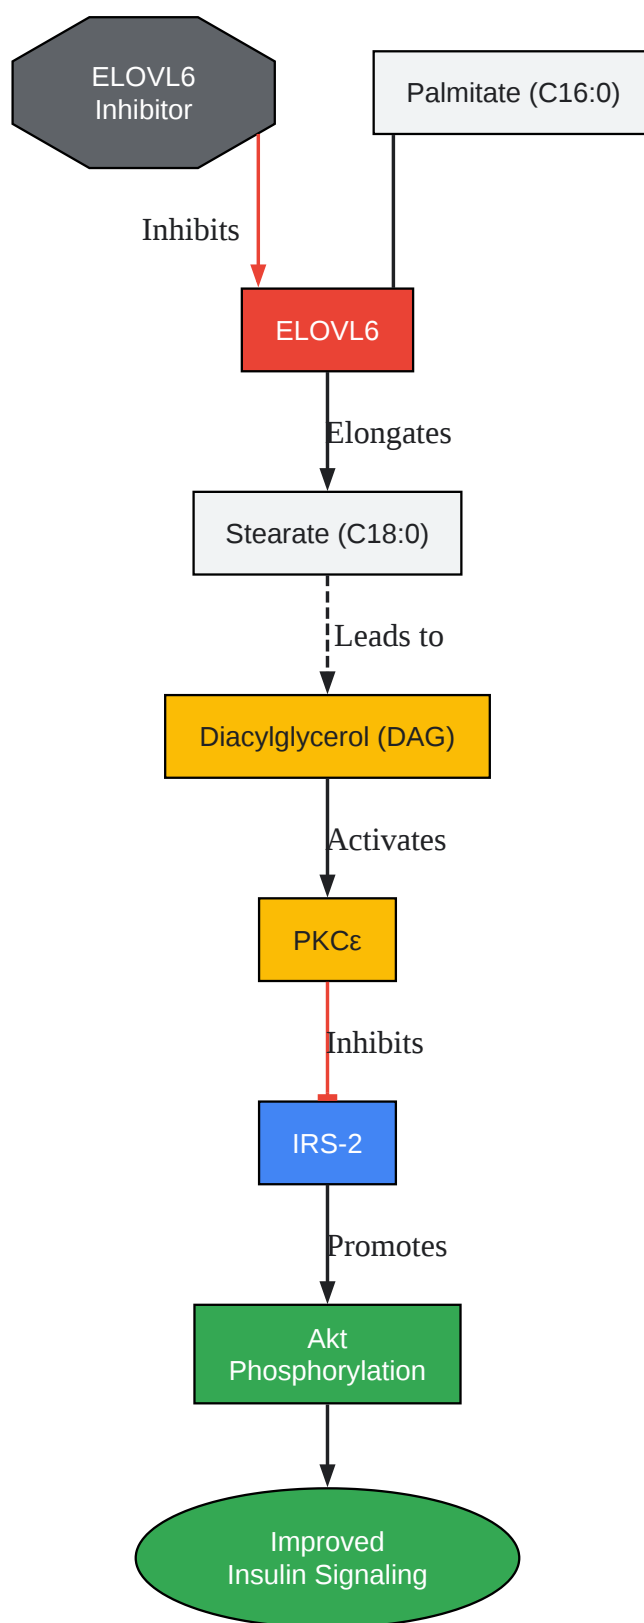 ELOVL6
Inhibitor
Palmitate (C16:0)
Inhibits
ELOVL6
Elongates
Stearate (C18:0)
Leads to
Diacylglycerol (DAG)
Activates
PKCε
Inhibits
IRS-2
Promotes
Akt
Phosphorylation
Improved
Insulin Signaling